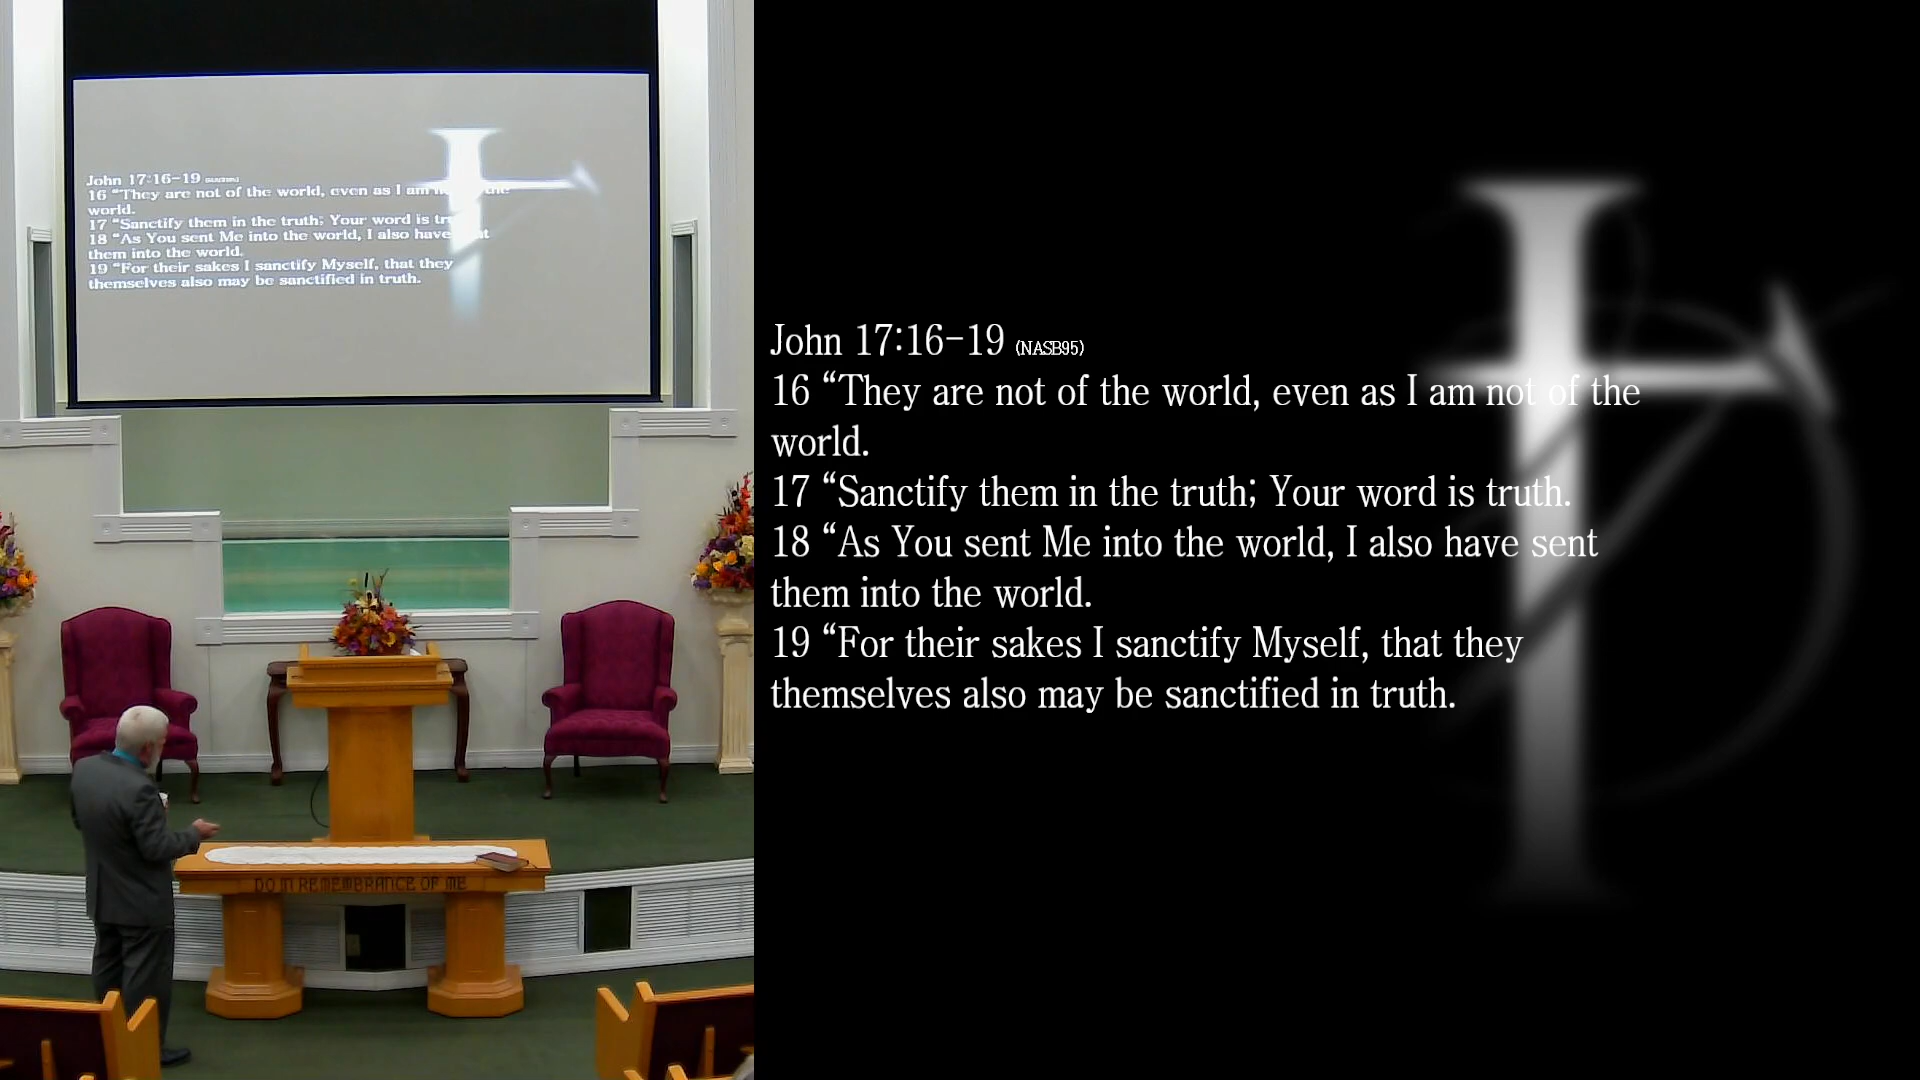 John 17:16-19
16 “They are not of the world, even as I am the
world.
17 “Sanctify them in the truth; Your word is
18 “As You sent Me into the world, I also have
them into the world.
19 “For their sakes I sanctify Myself, that they
themselves also may be sanctified in truth.
DO IN REMEMBRANCE OF ME
John 17:16-19 (NASB95)
16 “They are not of the world, even as I am not of the
world.
17 “Sanctify them in the truth; Your word is truth.
18 “As You sent Me into the world, I also have sent
them into the world.
19 “For their sakes I sanctify Myself, that they
themselves also may be sanctified in truth.